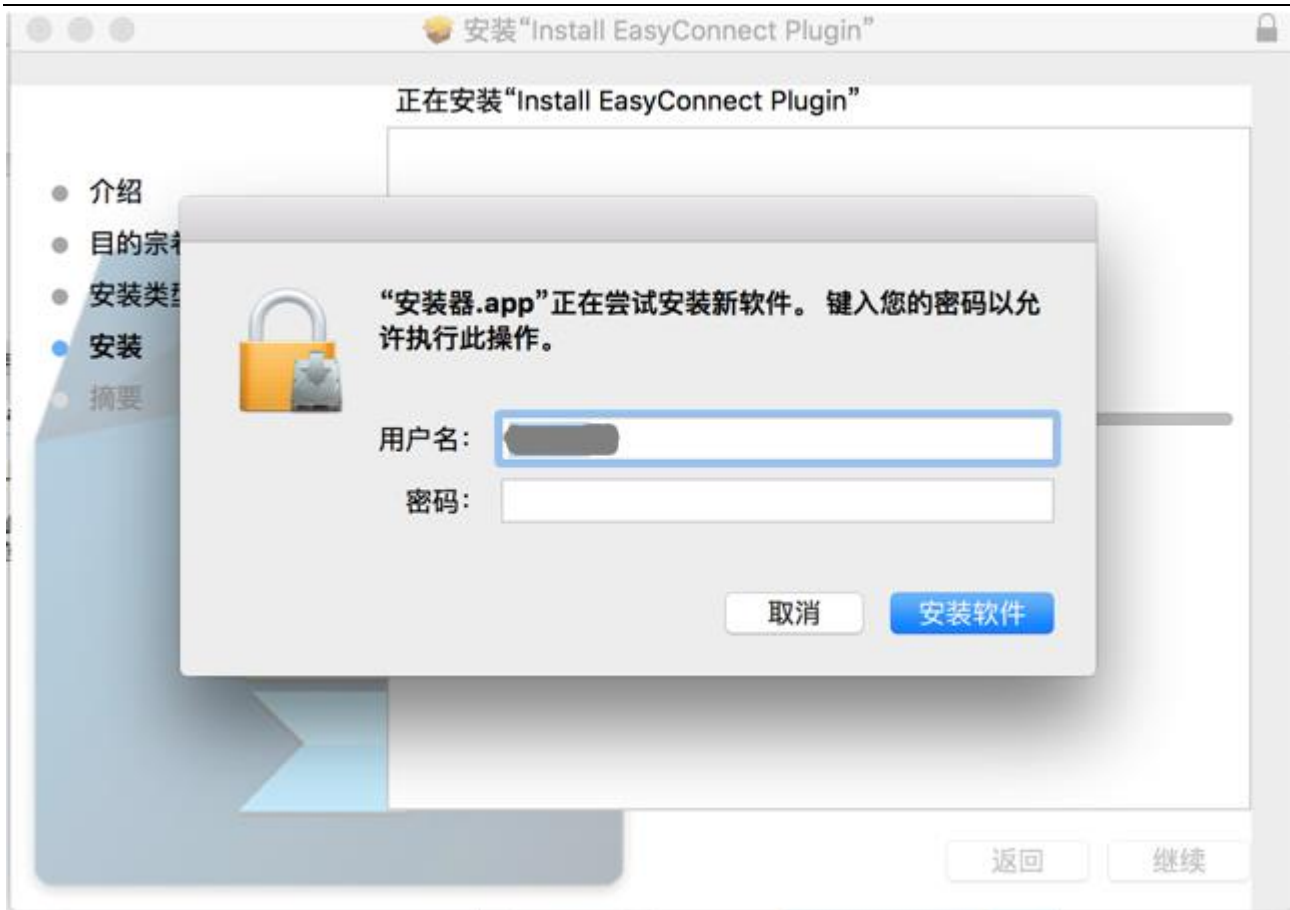 安装“Install EasyConnect Plugin”
正在安装“Install EasyConnect Plugin”
介绍
目的宗
安装类
安装
摘要
“安装器.app”正在尝试安装新软件。 键入您的密码以允
许执行此操作。
用户名:
密码:
取消
安装软件
返回
继续